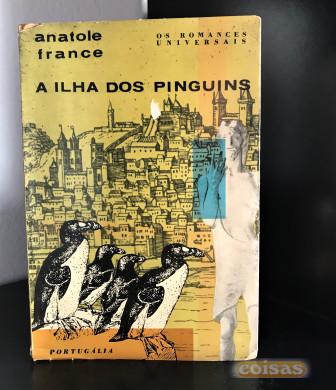 anatole
france
OS ROMANCES
UNIVERSAIS
A ILHA DOS PINGUINS
PORTUGÁLIA
coisas